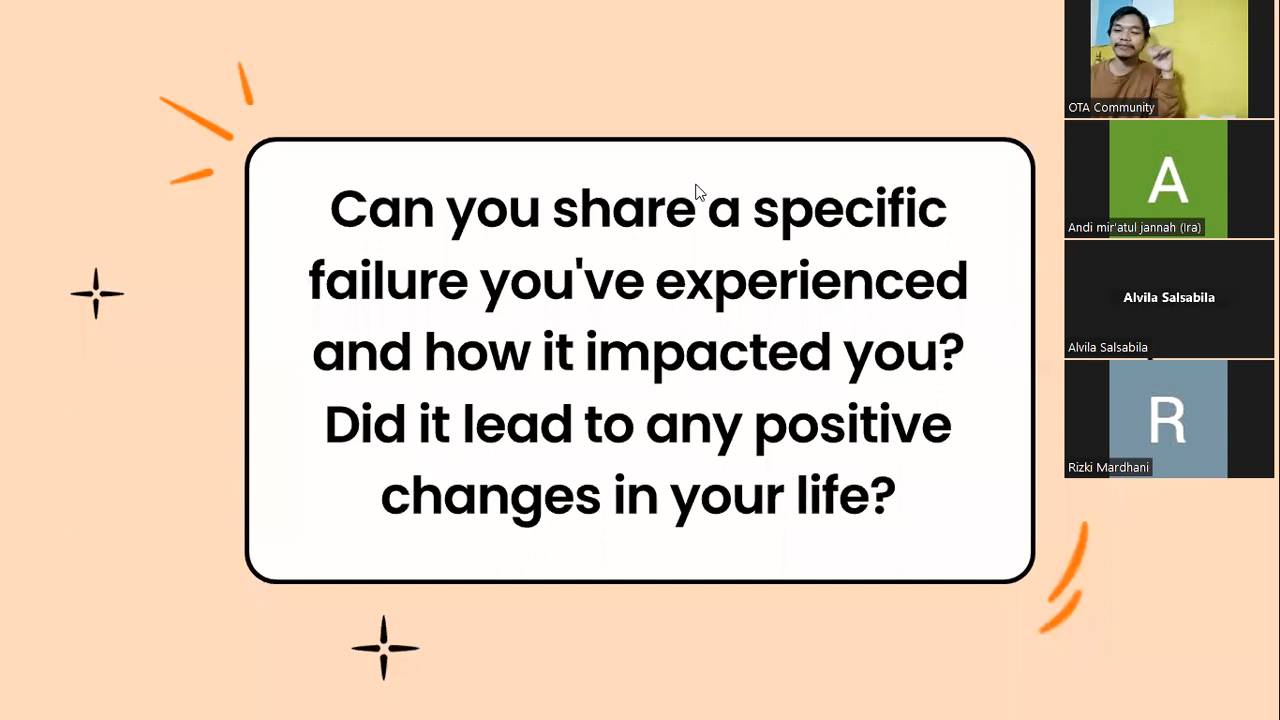 Can you share a specific
failure you've experienced
and how it impacted you?
Did it lead to any positive
changes in your life?
OTA Community
A
Andi mir'atul jannah (Ira)
Alvila Salsabila
Alvila Salsabila
R
Rizki Mardhani